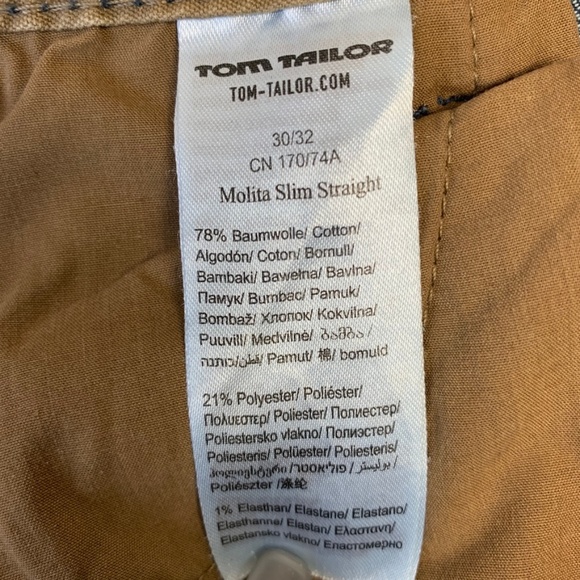 TOM TAILOR
TOM-TAILOR.COM
30/32
CN 170/74A
Molita Slim Straight
78% Baumwolle/ Cotton/
Algodón/ Coton/ Bomull/
Bambaki/ Bawełna/ Bavlna/
Памук/ Bumbac/ Pamuk/
Bombaž/ Хлопок/ Kokvilna/
Puuvill/ Medvilnė/ ბამბა/
כותנה/قطن/ Pamut/ 棉/ bomuld
21% Polyester/ Poliéster/
Πολυεστερ/ Poliester/ Полиестер/
Poliestersko vlakno/ Полиэстер/
Poliesteris/ Polüester/ Poliesteris/
პოლიესტერი/פוליאסטר/بوليستر/
Poliészter/涤纶
1% Elasthan/ Elastane/ Elastano/
Elasthanne/ Elastan/ Ελαστανη/
Elastansko vlakno/ Еластомерно